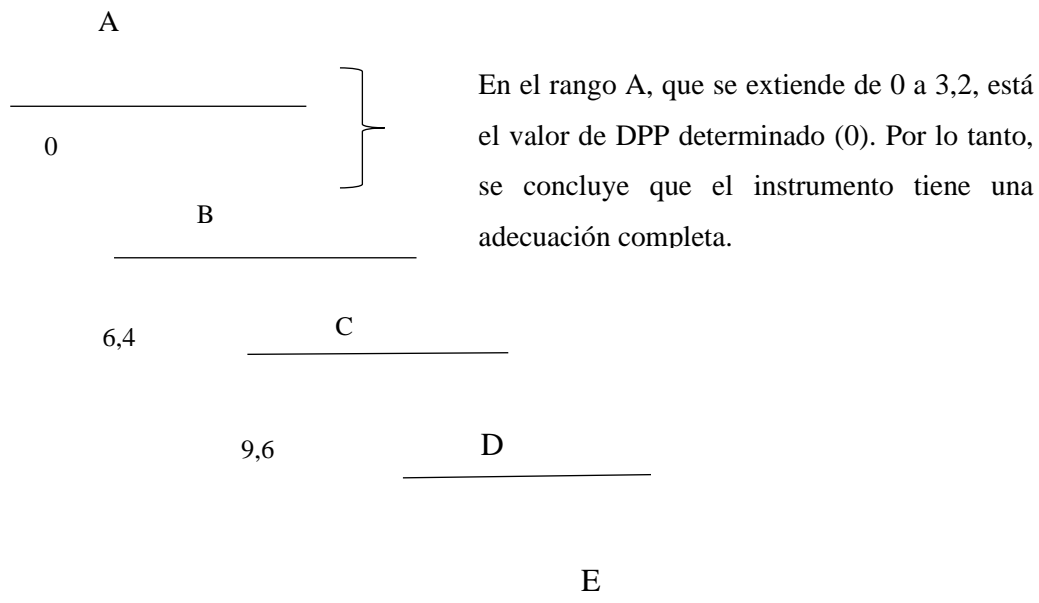 A
En el rango A, que se extiende de 0 a 3,2, está
el valor de DPP determinado (0). Por lo tanto,
se concluye que el instrumento tiene una
adecuación completa.
0
B
6,4
C
9,6
D
E